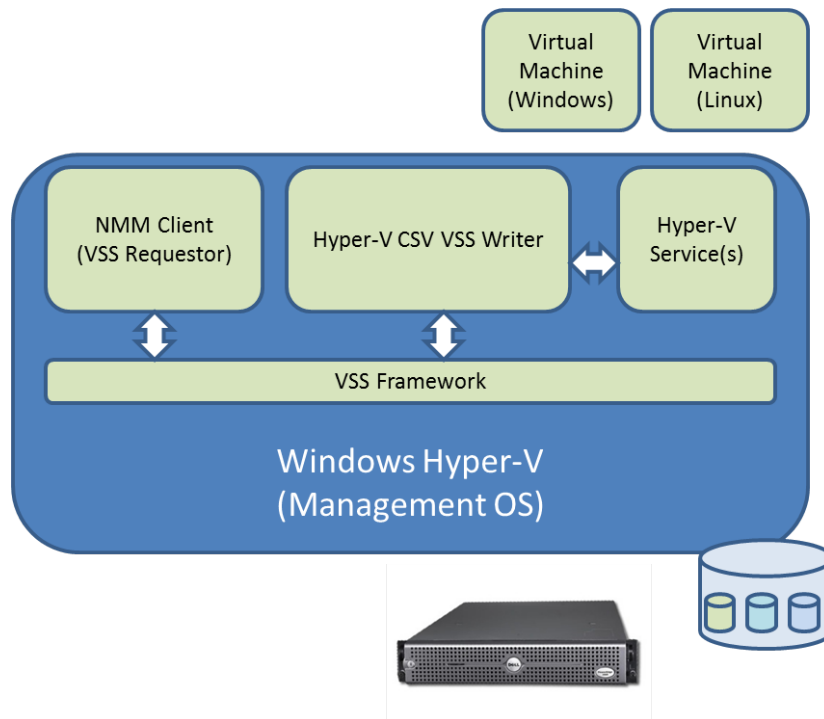 Virtual
Machine
(Windows)
Virtual
Machine
(Linux)
NMM Client
(VSS Requestor)
Hyper-V CSV VSS Writer
Hyper-V
Service(s)
VSS Framework
Windows Hyper-V
(Management OS)
DELL